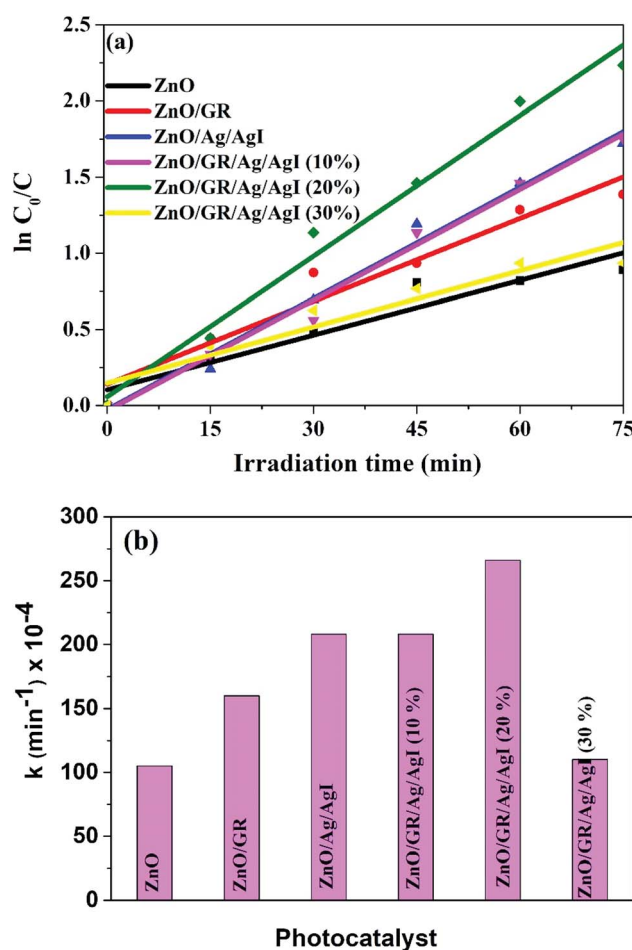 (a)
ZnO
ZnO/GR
ZnO/Ag/AgI
ZnO/GR/Ag/AgI (10%)
ZnO/GR/Ag/AgI (20%)
ZnO/GR/Ag/AgI (30%)
ln C₀/C
2.5
2.0
1.5
1.0
0.5
0.0
0 15 30 45 60 75
Irradiation time (min)
(b)
k (min⁻¹) x 10⁻⁴
300
250
200
150
100
50
0
ZnO
ZnO/GR
ZnO/Ag/AgI
ZnO/GR/Ag/AgI (10 %)
ZnO/GR/Ag/AgI (20 %)
ZnO/GR/Ag/AgI (30 %)
Photocatalyst